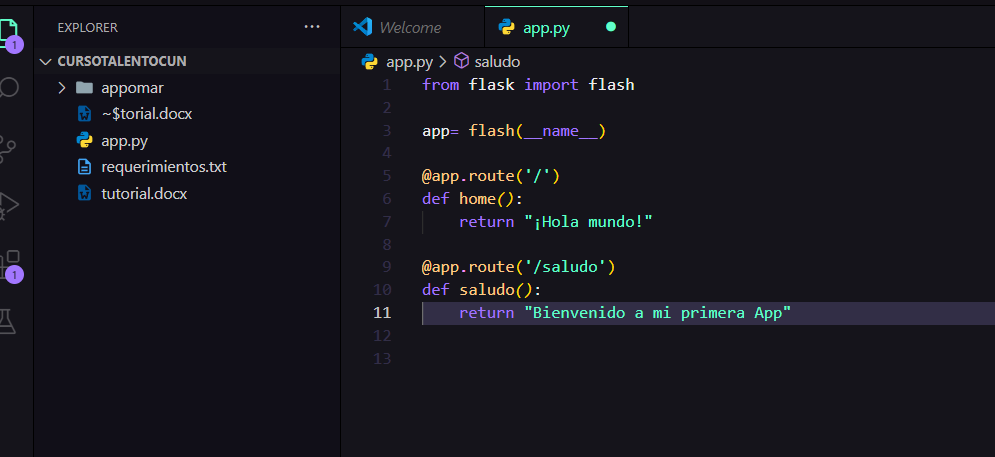 EXPLORER
...
CURSOTALENTOCUN
appomar
~$torial.docx
app.py
requerimientos.txt
tutorial.docx
1
1
Welcome
app.py
app.py > saludo
1 from flask import flash
2
3 app= flash(__name__)
4
5 @app.route('/')
6 def home():
7 return "¡Hola mundo!"
8
9 @app.route('/saludo')
10 def saludo():
11 return "Bienvenido a mi primera App"
12
13